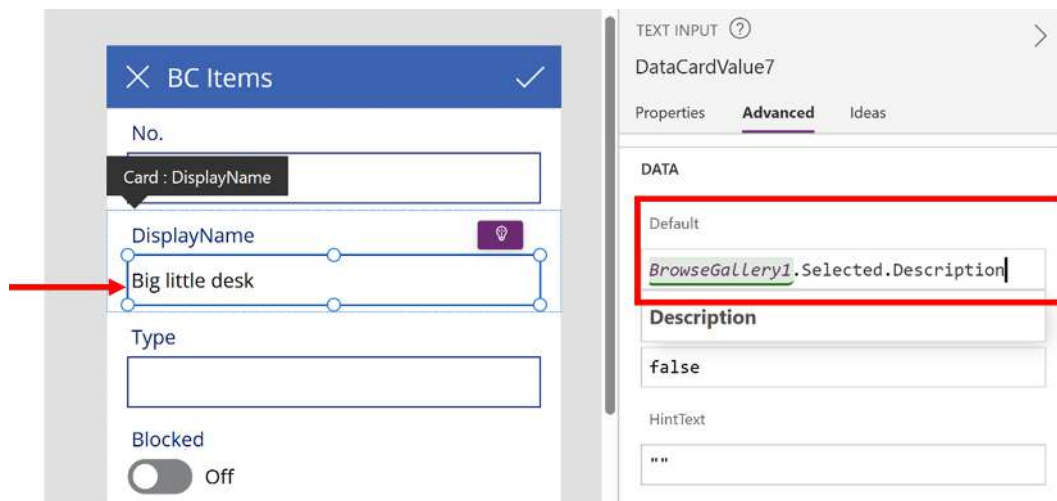 BC Items
No.
Card : DisplayName
DisplayName
Big little desk
Type
Blocked
Off
TEXT INPUT ?
DataCardValue7
Properties Advanced Ideas
DATA
Default
BrowseGallery1.Selected.Description
Description
false
HintText
""